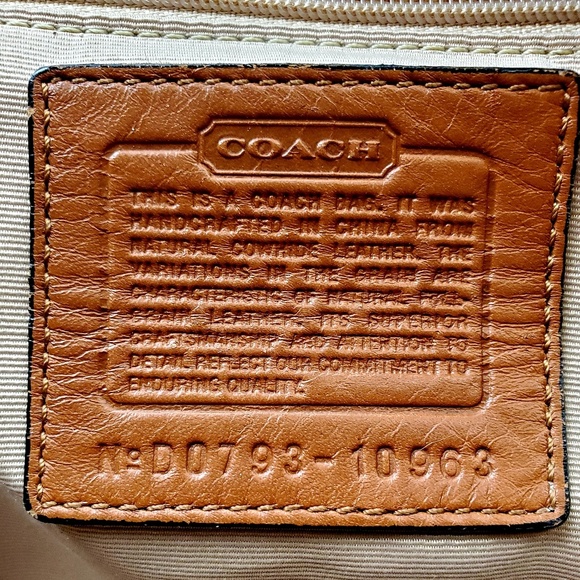 COACH
THIS IS A COACH BAG. IT WAS
HANDCRAFTED IN CHINA FROM
NATURAL COWHIDE LEATHER. THE
VARIATIONS IN THE GRAIN ARE
CHARACTERISTIC OF NATURAL FULL-
GRAIN LEATHER. ITS SUPERIOR
CRAFTSMANSHIP AND ATTENTION TO
DETAIL REFLECT OUR COMMITMENT TO
ENDURING QUALITY.
Nº D0793-10963